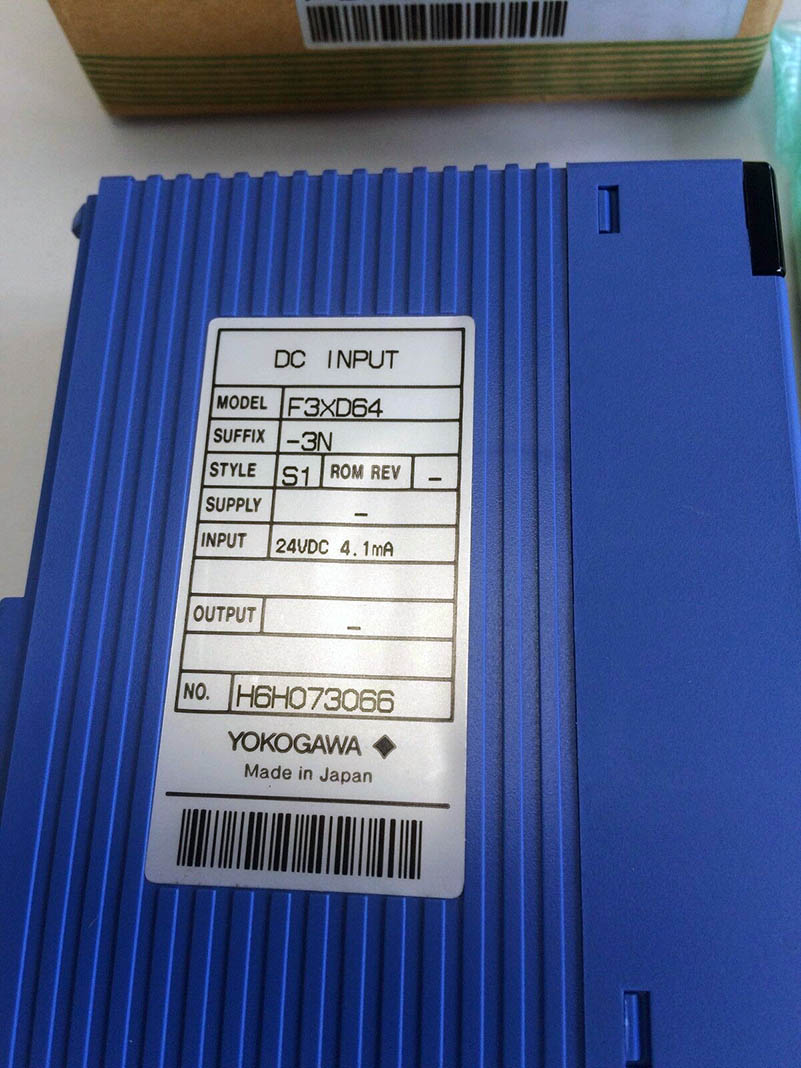 DC INPUT
MODEL F3XD64
SUFFIX -3N
STYLE S1 ROM REV -
SUPPLY -
INPUT 24VDC 4.1mA
OUTPUT -
NO. H6H073066
YOKOGAWA
Made in Japan